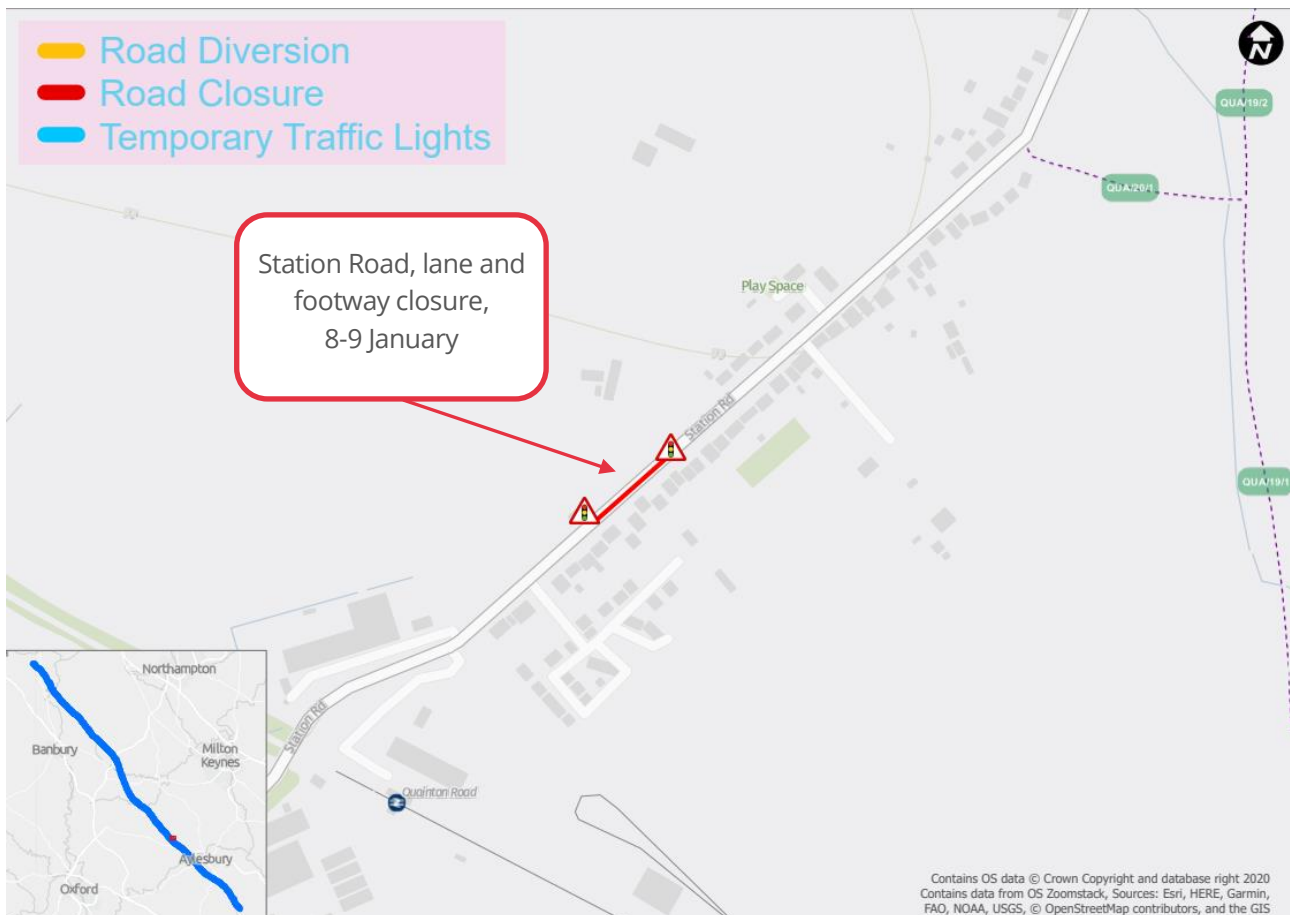 Road Diversion
Road Closure
Temporary Traffic Lights
N
QUA/19/2
QUA/20/1
Station Road, lane and
footway closure,
8-9 January
Play Space
Station Rd
QUA/19/1
Station Rd
Quainton Road
Northampton
Banbury
Milton
Keynes
Aylesbury
Oxford
Contains OS data © Crown Copyright and database right 2020
Contains data from OS Zoomstack, Sources: Esri, HERE, Garmin,
FAO, NOAA, USGS, © OpenStreetMap contributors, and the GIS